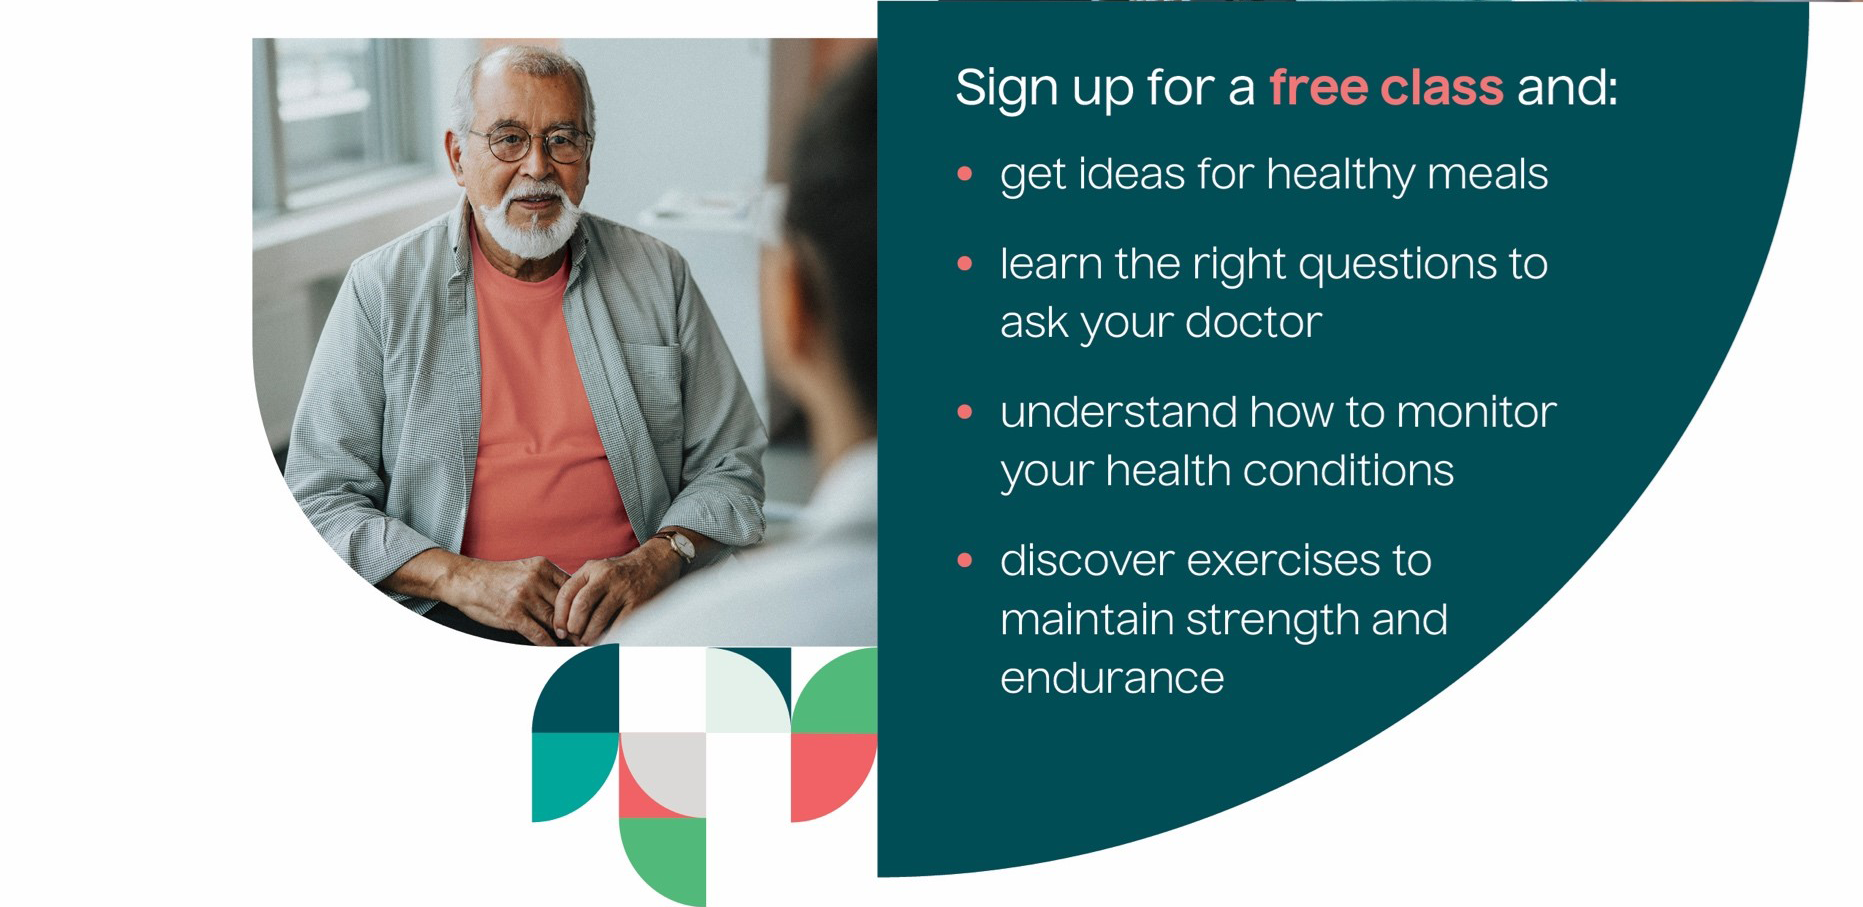 Sign up for a free class and:
• get ideas for healthy meals
• learn the right questions to
ask your doctor
• understand how to monitor
your health conditions
• discover exercises to
maintain strength and
endurance